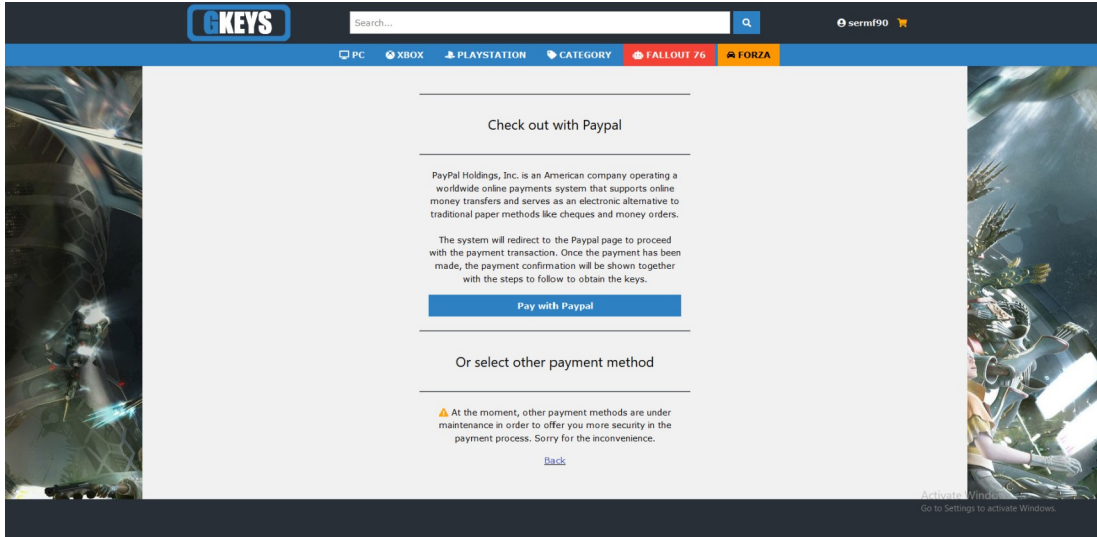 GKEYS
Search...
sermf90
PC XBOX PLAYSTATION CATEGORY FALLOUT 76 FORZA
Check out with Paypal
PayPal Holdings, Inc. is an American company operating a
worldwide online payments system that supports online
money transfers and serves as an electronic alternative to
traditional paper methods like cheques and money orders.
The system will redirect to the Paypal page to proceed
with the payment transaction. Once the payment has been
made, the payment confirmation will be shown together
with the steps to follow to obtain the keys.
Pay with Paypal
Or select other payment method
At the moment, other payment methods are under
maintenance in order to offer you more security in the
payment process. Sorry for the inconvenience.
Back
Activate Windows
Go to Settings to activate Windows.